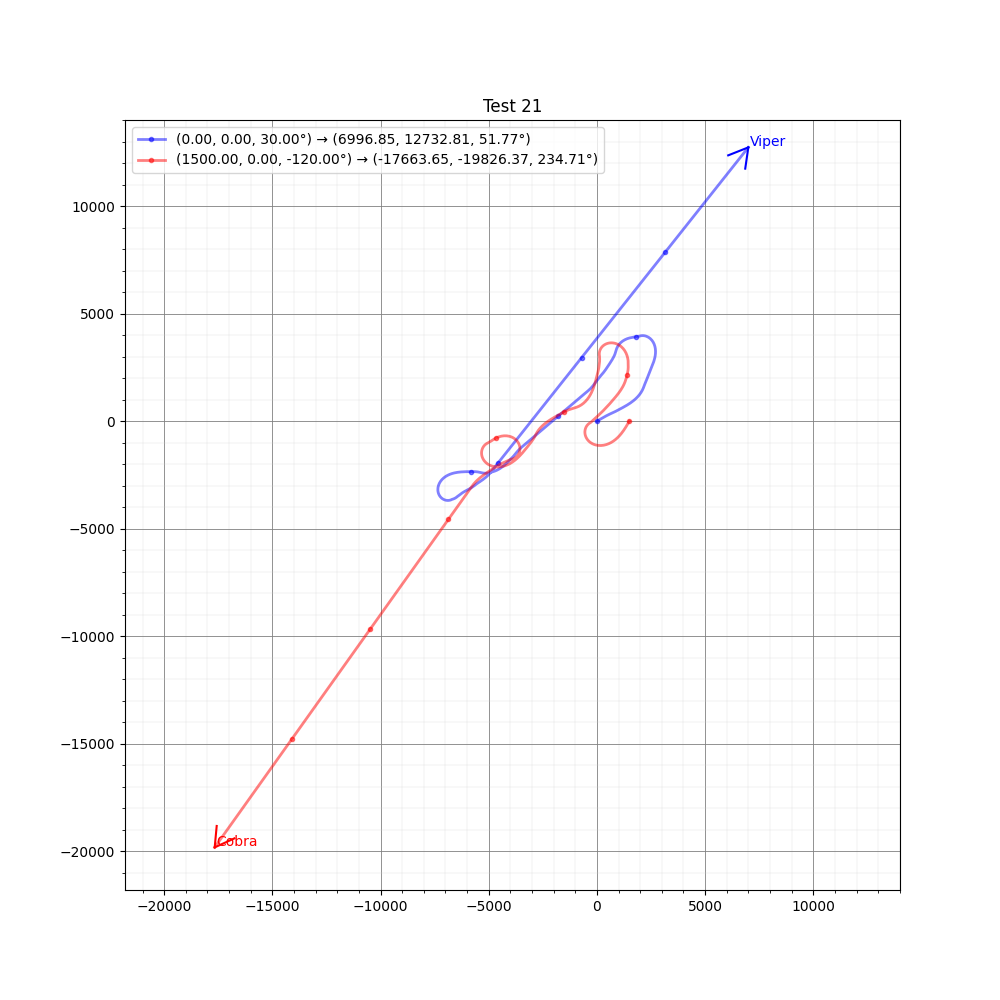 Test 21
(0.00, 0.00, 30.00°) → (6996.85, 12732.81, 51.77°)
(1500.00, 0.00, -120.00°) → (-17663.65, -19826.37, 234.71°)
Viper
10000
5000
0
−5000
−10000
−15000
−20000
Cobra
−20000 −15000 −10000 −5000 0 5000 10000